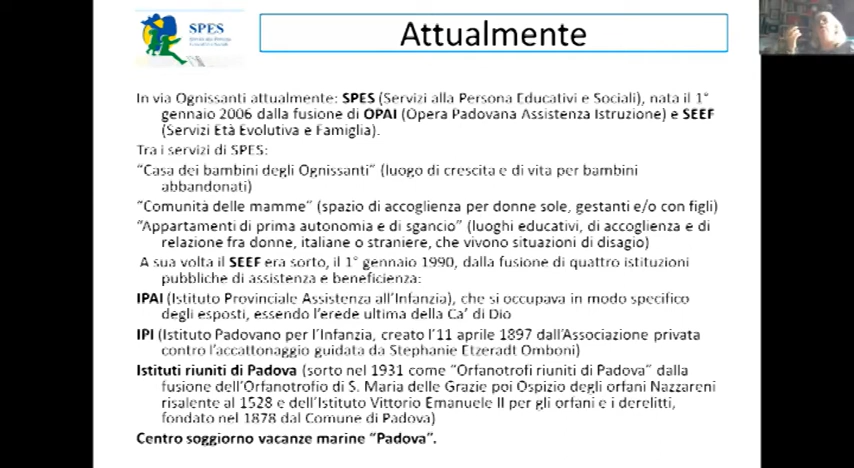 SPES
Attualmente
In via Ognissanti attualmente: SPES (Servizi alla Persona Educativi e Sociali), nata il 1°
gennaio 2006 dalla fusione di OPAI (Opera Padovana Assistenza Istruzione) e SEEF
(Servizi Età Evolutiva e Famiglia).
Tra i servizi di SPES:
“Casa dei bambini degli Ognissanti” (luogo di crescita e di vita per bambini
abbandonati)
“Comunità delle mamme” (spazio di accoglienza per donne sole, gestanti e/o con figli)
“Appartamenti di prima autonomia e di sgancio” (luoghi educativi, di accoglienza e di
relazione fra donne, italiane o straniere, che vivono situazioni di disagio)
A sua volta il SEEF era sorto, il 1° gennaio 1990, dalla fusione di quattro istituzioni
pubbliche di assistenza e beneficienza:
IPAI (Istituto Provinciale Assistenza all’Infanzia), che si occupava in modo specifico
degli esposti, essendo l’erede ultima della Ca’ di Dio
IPI (Istituto Padovano per l’Infanzia, creato l’11 aprile 1897 dall’Associazione privata
contro l’accattonaggio guidata da Stephanie Etzeradt Omboni)
Istituti riuniti di Padova (sorto nel 1931 come “Orfanotrofi riuniti di Padova” dalla
fusione dell’Orfanotrofio di S. Maria delle Grazie poi Ospizio degli orfani Nazzareni
risalente al 1528 e dell’Istituto Vittorio Emanuele II per gli orfani e i derelitti,
fondato nel 1878 dal Comune di Padova)
Centro soggiorno vacanze marine “Padova”.